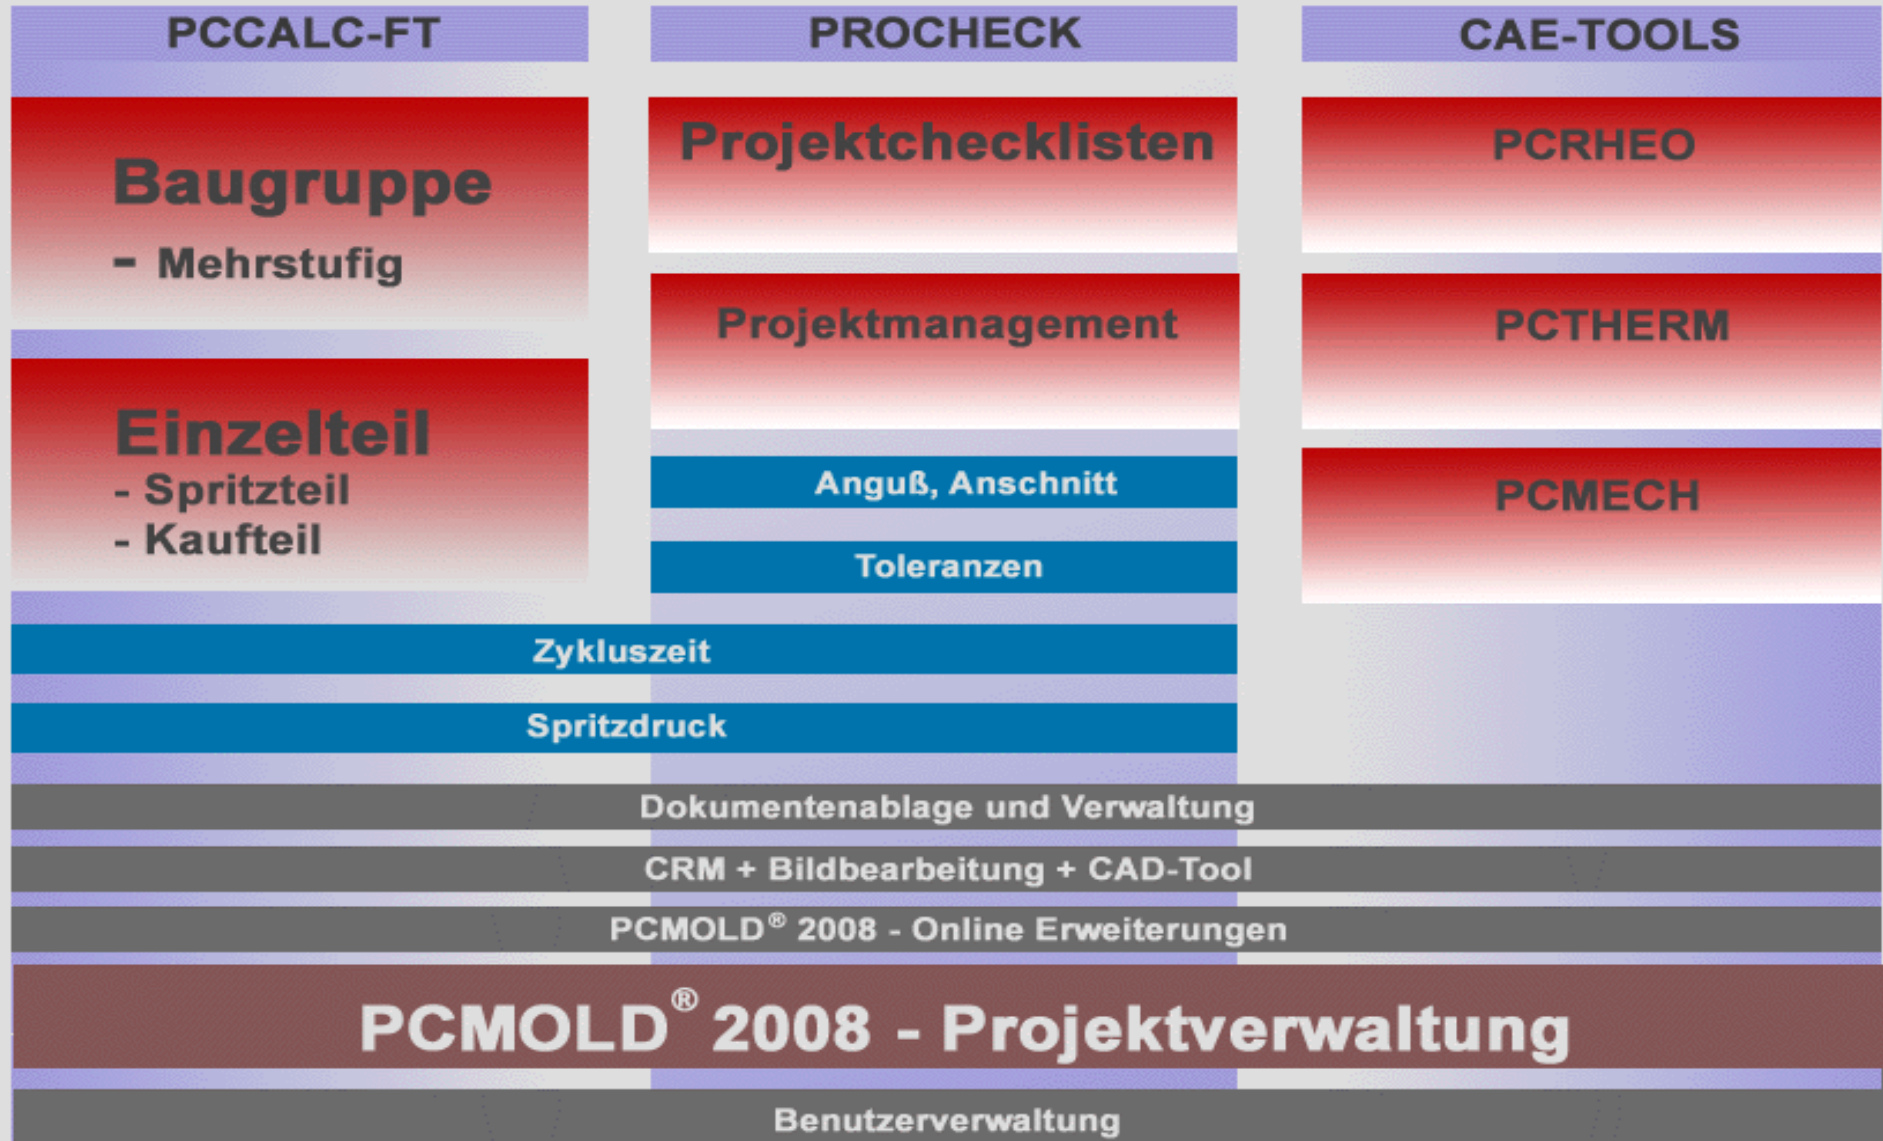 PCCALC-FT
PROCHECK
CAE-TOOLS
Baugruppe
- Mehrstufig
Einzelteil
- Spritzteil
- Kaufteil
Projektchecklisten
Projektmanagement
Anguß, Anschnitt
Toleranzen
PCRHEO
PCTHERM
PCMECH
Zykluszeit
Spritzdruck
Dokumentenablage und Verwaltung
CRM + Bildbearbeitung + CAD-Tool
PCMOLD® 2008 - Online Erweiterungen
PCMOLD® 2008 - Projektverwaltung
Benutzerverwaltung